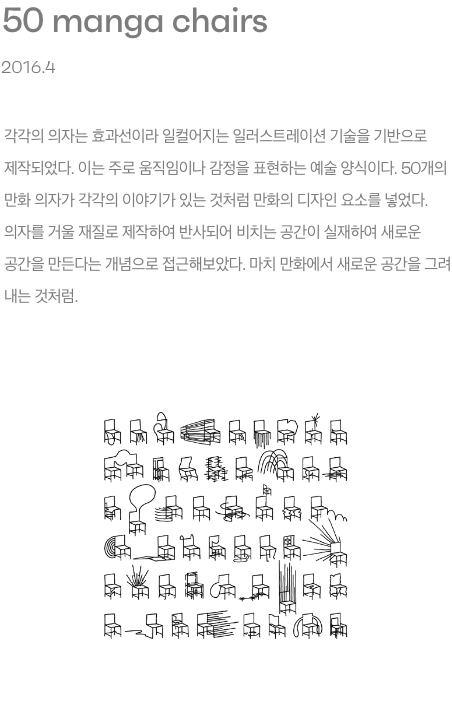 50 manga chairs
2016.4
각각의 의자는 효과선이라 일컬어지는 일러스트레이션 기술을 기반으로
제작되었다. 이는 주로 움직임이나 감정을 표현하는 예술 양식이다. 50개의
만화 의자가 각각의 이야기가 있는 것처럼 만화의 디자인 요소를 넣었다.
의자를 거울 재질로 제작하여 반사되어 비치는 공간이 실재하여 새로운
공간을 만든다는 개념으로 접근해보았다. 마치 만화에서 새로운 공간을 그려
내는 것처럼.